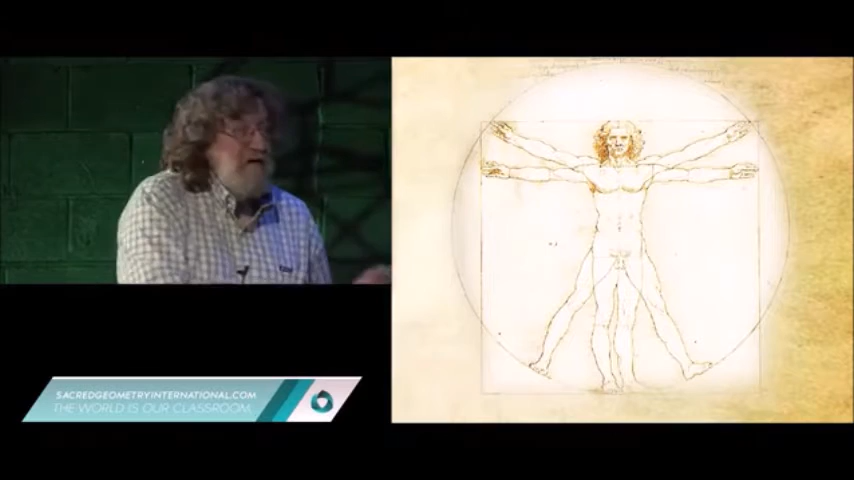 SACREDGEOMETRYINTERNATIONAL.COM
THE WORLD IS OUR CLASSROOM.